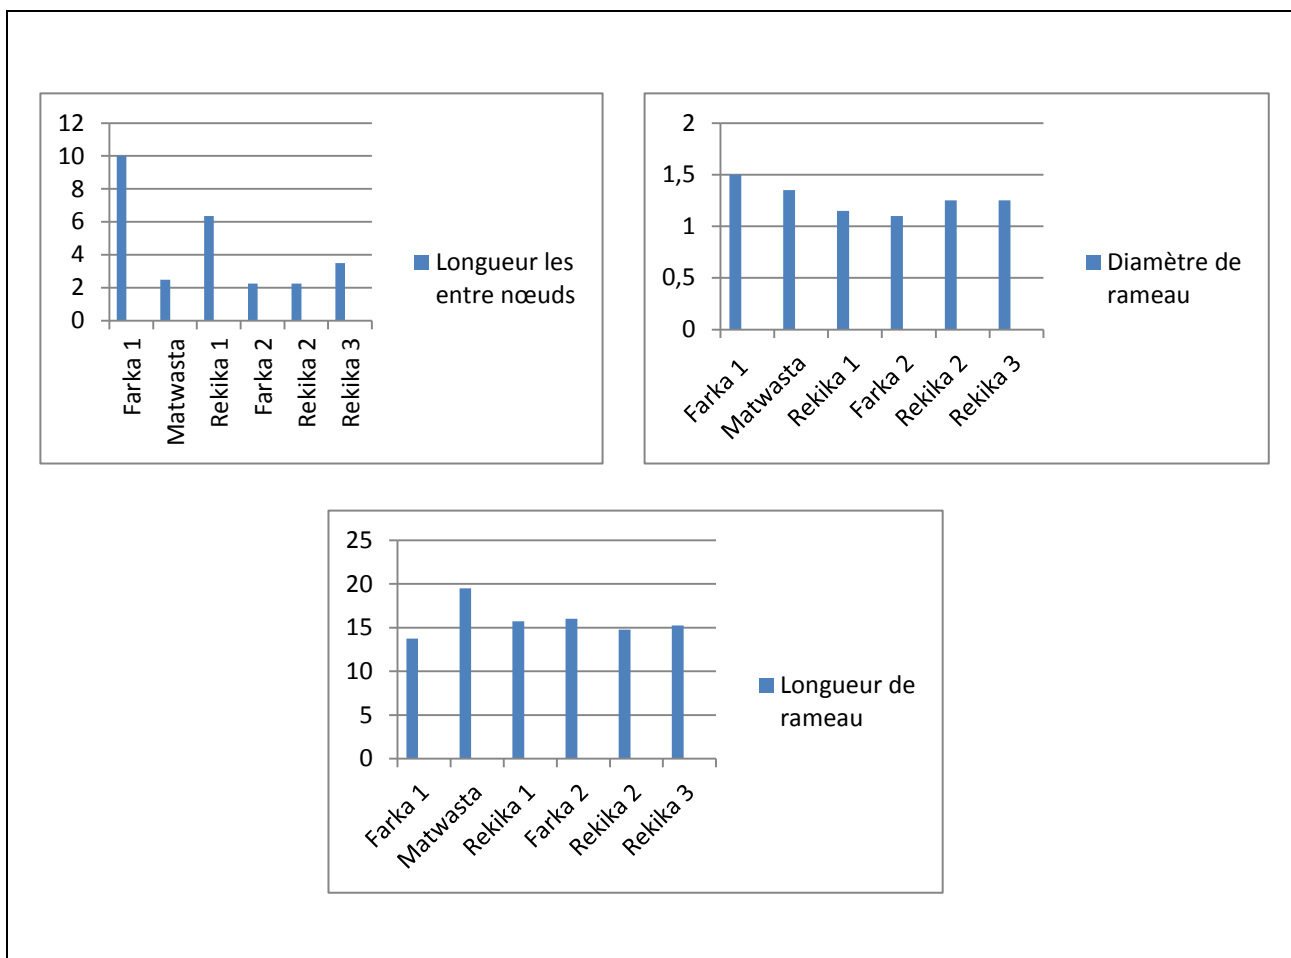 12
10
8
6
4
2
0
Farka 1
Matwasta
Rekika 1
Farka 2
Rekika 2
Rekika 3
Longueur les
entre nœuds
2
1,5
1
0,5
0
Farka 1
Matwasta
Rekika 1
Farka 2
Rekika 2
Rekika 3
Diamètre de
rameau
25
20
15
10
5
0
Farka 1
Matwasta
Rekika 1
Farka 2
Rekika 2
Rekika 3
Longueur de
rameau